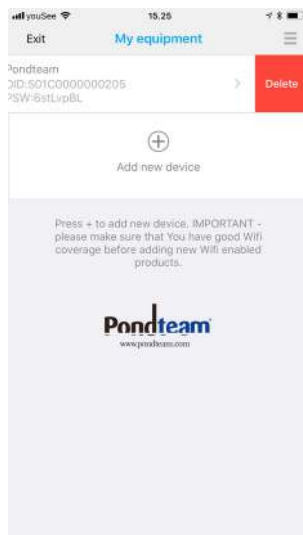 youSee 15.25
Exit My equipment
Pondteam
DID:S01C0000000205
PSW:6stLvpBL
Delete
Add new device
Press + to add new device. IMPORTANT -
please make sure that You have good Wifi
coverage before adding new Wifi enabled
products.
Pondteam
www.pondteam.com